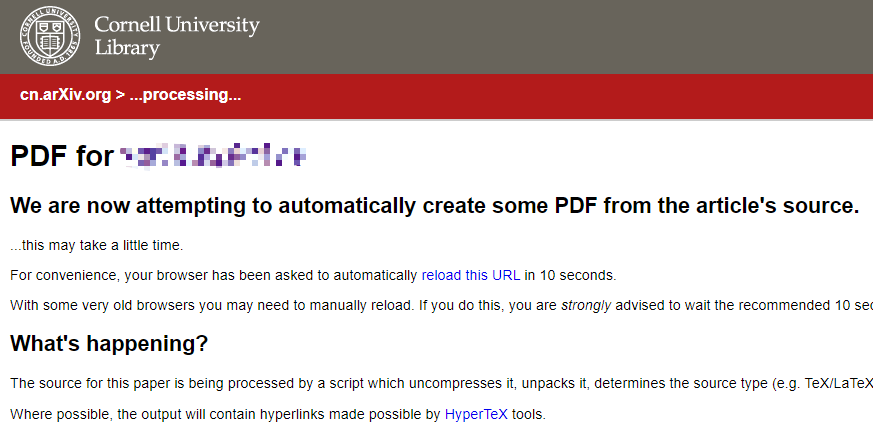 Cornell University
Library
cn.arXiv.org > ...processing...
PDF for
We are now attempting to automatically create some PDF from the article's source.
...this may take a little time.
For convenience, your browser has been asked to automatically reload this URL in 10 seconds.
With some very old browsers you may need to manually reload. If you do this, you are strongly advised to wait the recommended 10
What's happening?
The source for this paper is being processed by a script which uncompresses it, unpacks it, determines the source type (e.g. TeX/LaTeX
Where possible, the output will contain hyperlinks made possible by HyperTeX tools.